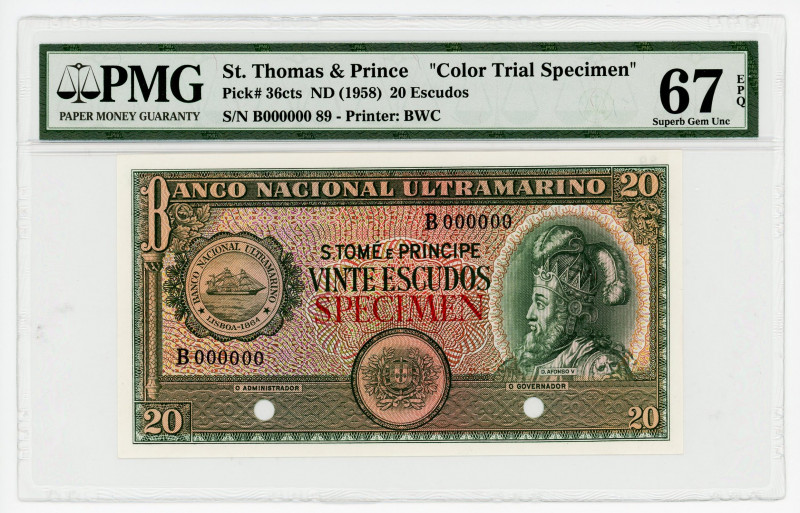 PMG
PAPER MONEY GUARANTY
St. Thomas & Prince "Color Trial Specimen"
Pick# 36cts ND (1958) 20 Escudos
S/N B000000 89 - Printer: BWC
67
EPQ
Superb Gem Unc
BANCO NACIONAL ULTRAMARINO
20
B 000000
S. TOMÉ E PRÍNCIPE
VINTE ESCUDOS
SPECIMEN
BANCO NACIONAL ULTRAMARINO
LISBOA-1864
B 000000
D. AFONSO V
O ADMINISTRADOR
O GOVERNADOR
20
20